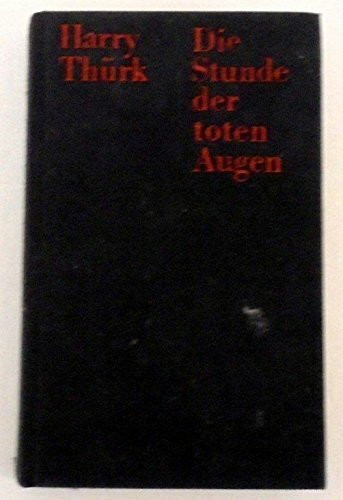 Harry
Thürk
Die
Stunde
der
toten
Augen